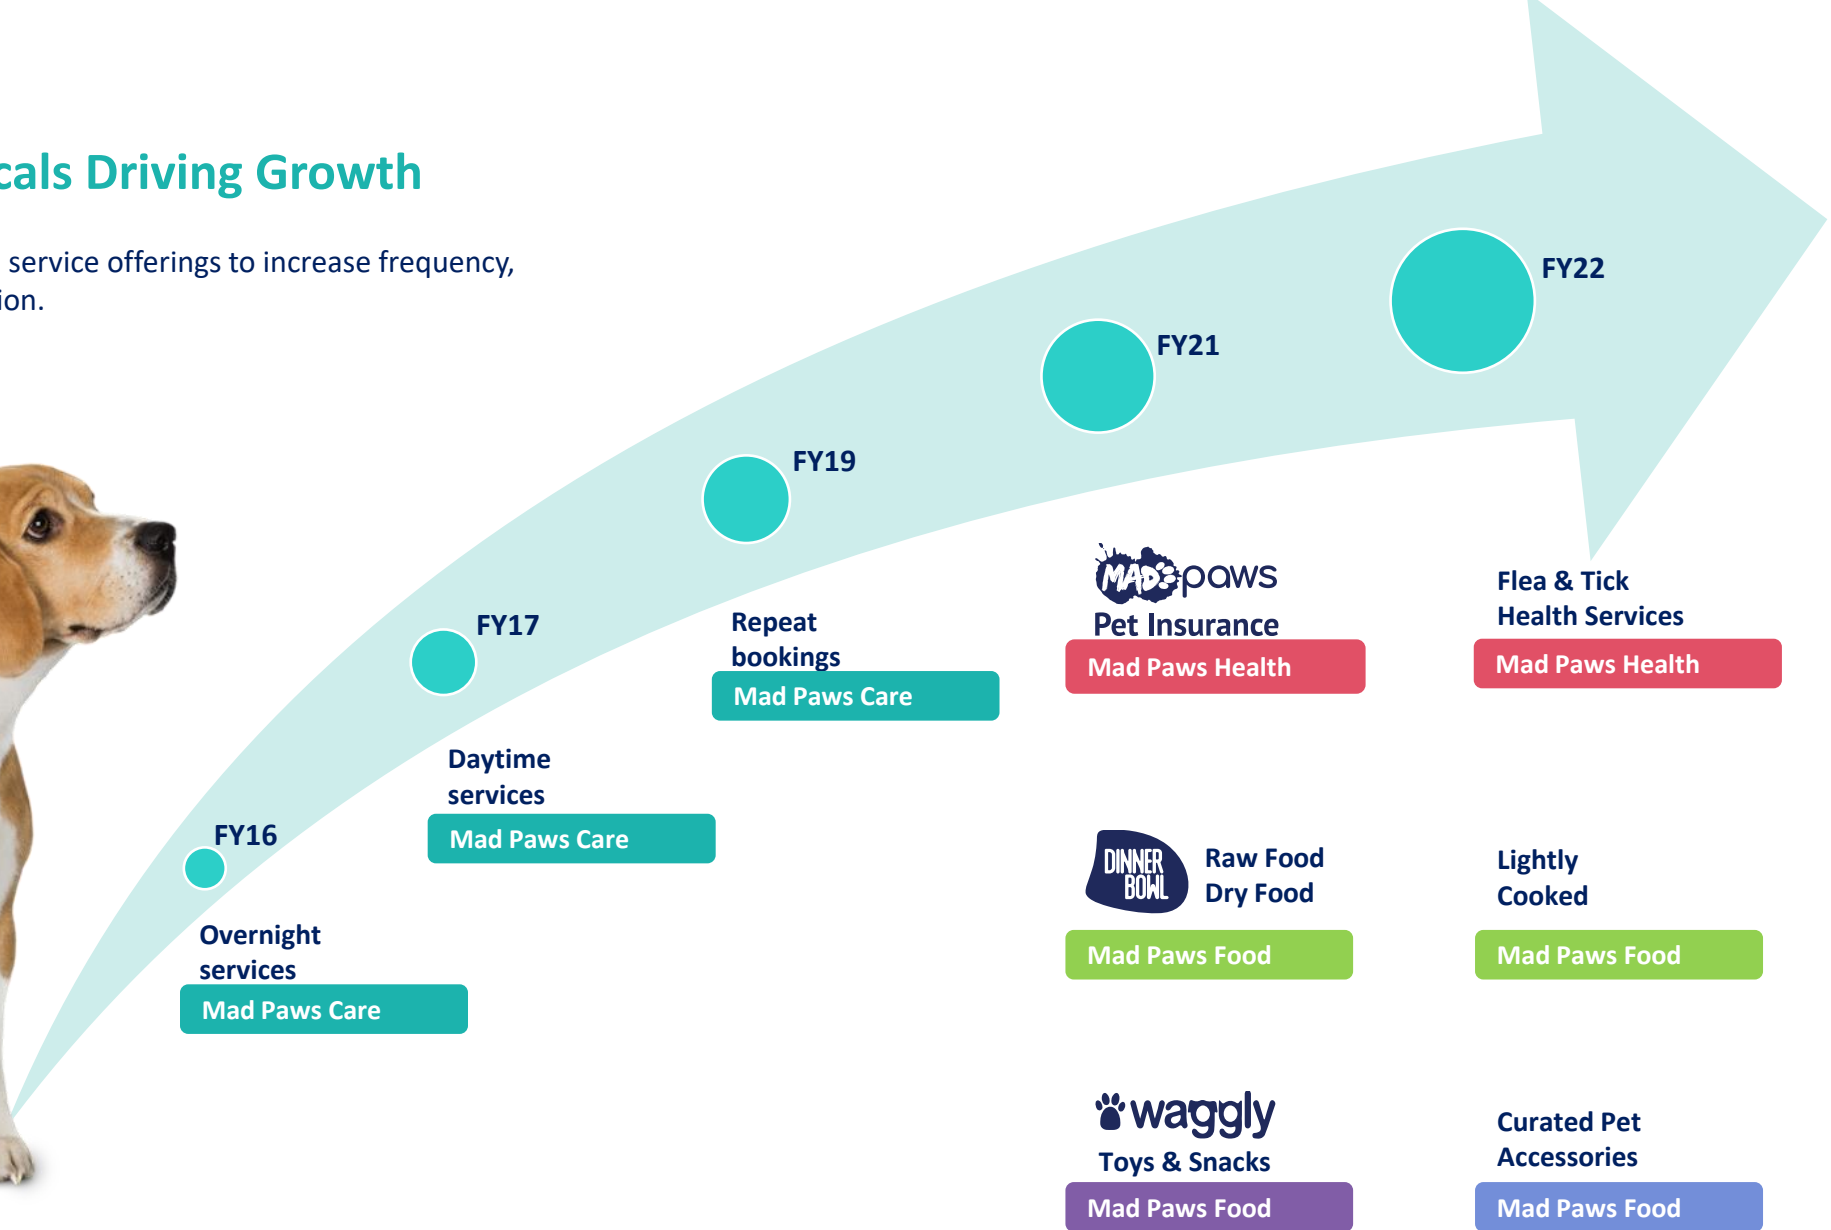 cals Driving Growth
service offerings to increase frequency,
ion.
FY22
FY21
FY19
FY17
FY16
Overnight
services
Mad Paws Care
Daytime
services
Mad Paws Care
Repeat
bookings
Mad Paws Care
MAD paws
Pet Insurance
Mad Paws Health
Flea & Tick
Health Services
Mad Paws Health
DINNER
BOWL
Raw Food
Dry Food
Mad Paws Food
Lightly
Cooked
Mad Paws Food
waggly
Toys & Snacks
Mad Paws Food
Curated Pet
Accessories
Mad Paws Food